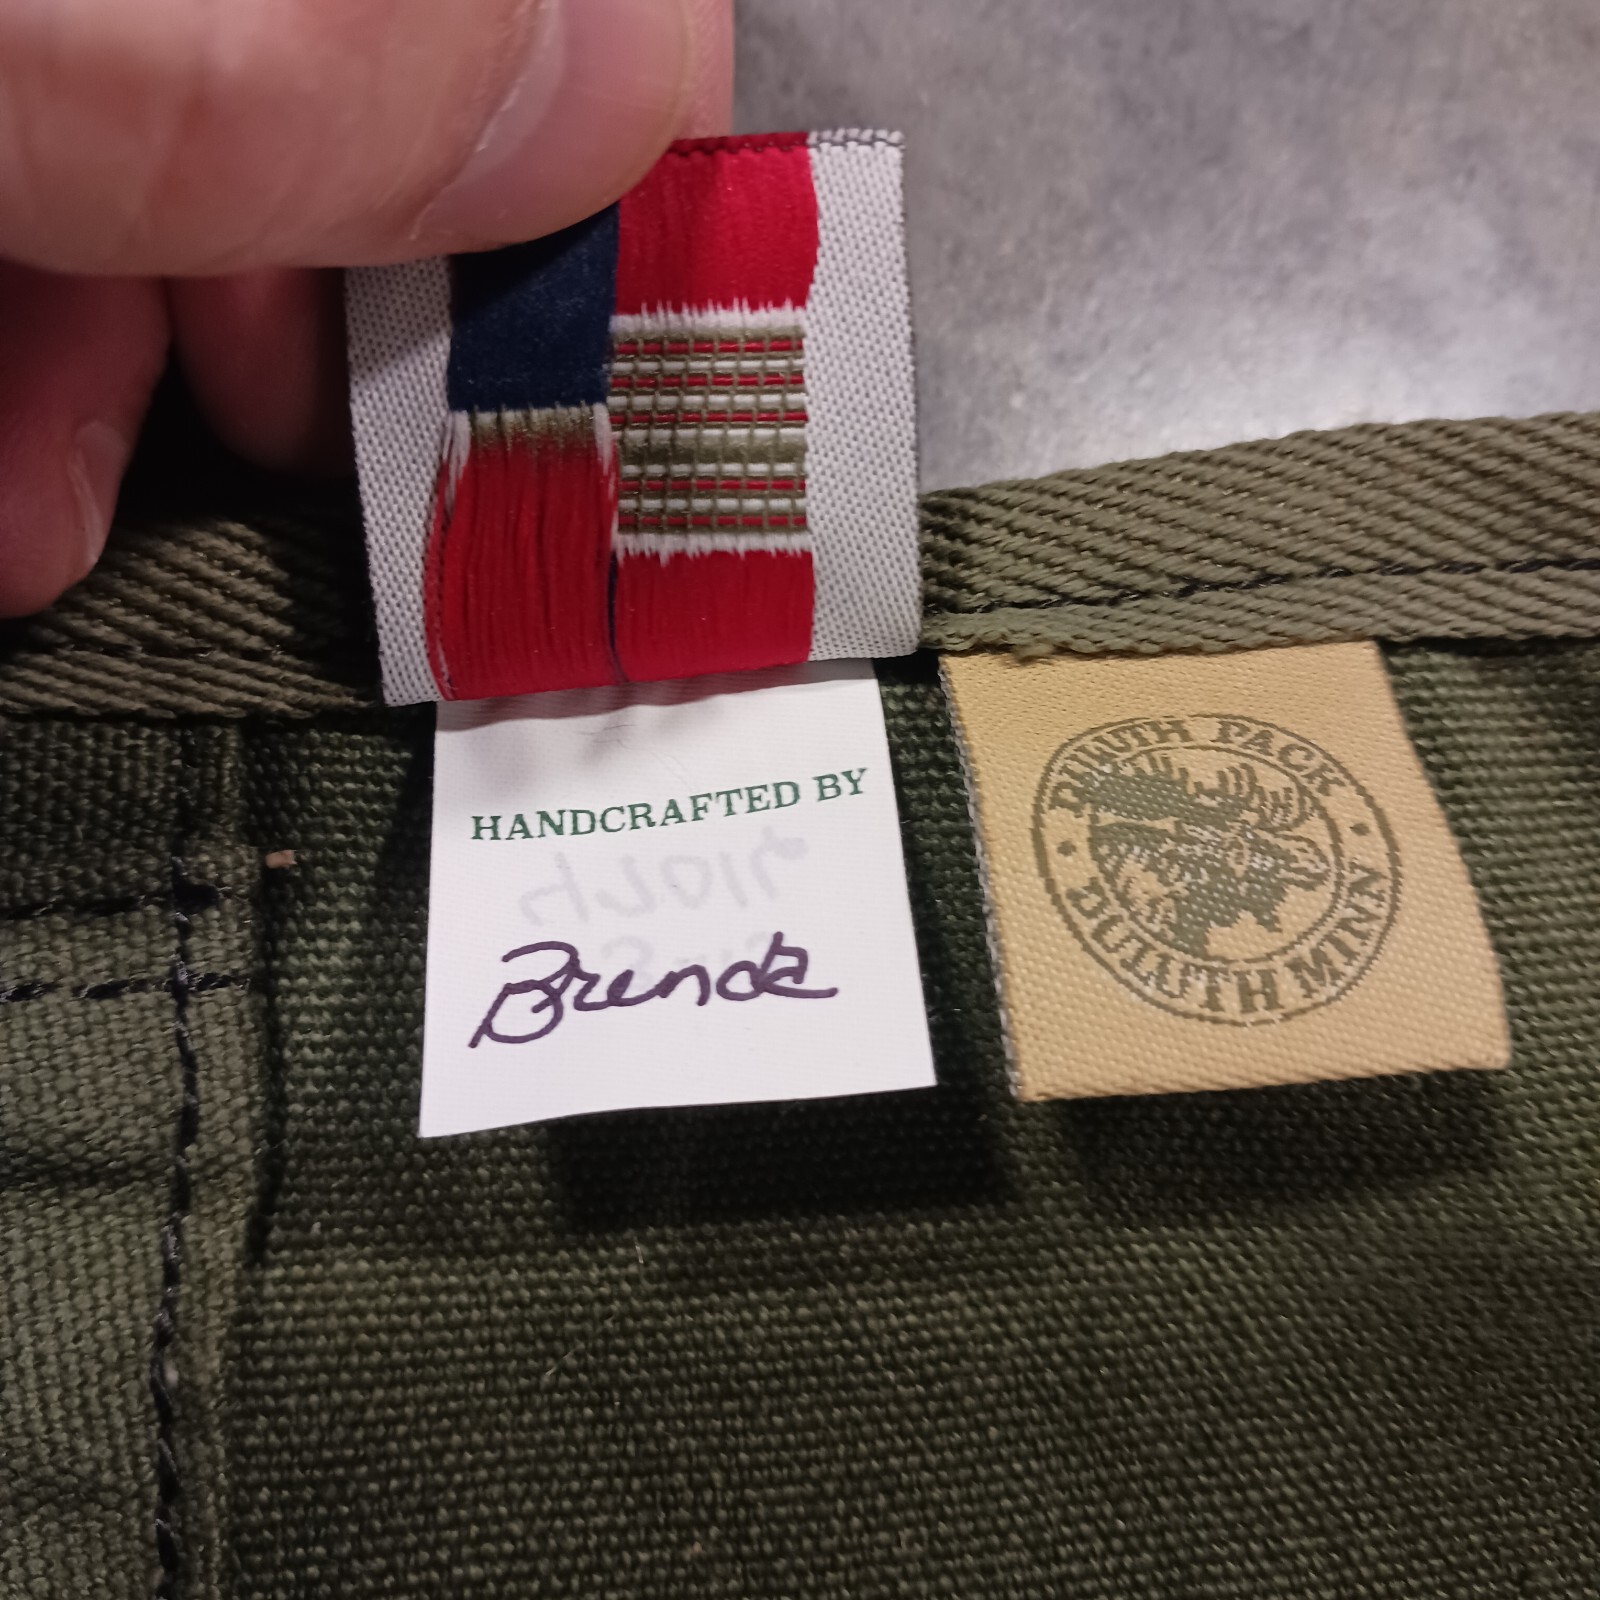 HANDCRAFTED BY
Brenda
DULUTH PACK
DULUTH MINN